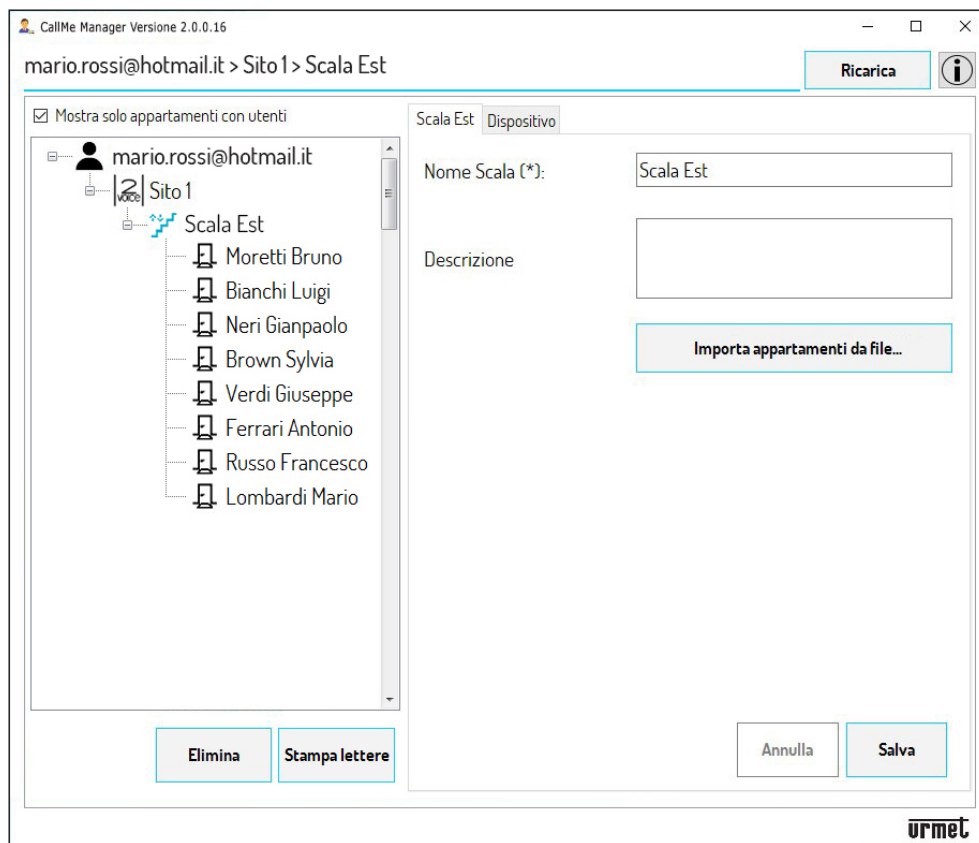 CallMe Manager Versione 2.0.0.16
mario.rossi@hotmail.it > Sito 1 > Scala Est
Ricarica
i
Mostra solo appartamenti con utenti
mario.rossi@hotmail.it
2 voice Sito 1
Scala Est
Moretti Bruno
Bianchi Luigi
Neri Gianpaolo
Brown Sylvia
Verdi Giuseppe
Ferrari Antonio
Russo Francesco
Lombardi Mario
Elimina
Stampa lettere
Scala Est
Dispositivo
Nome Scala (*):
Scala Est
Descrizione
Importa appartamenti da file...
Annulla
Salva
urmet